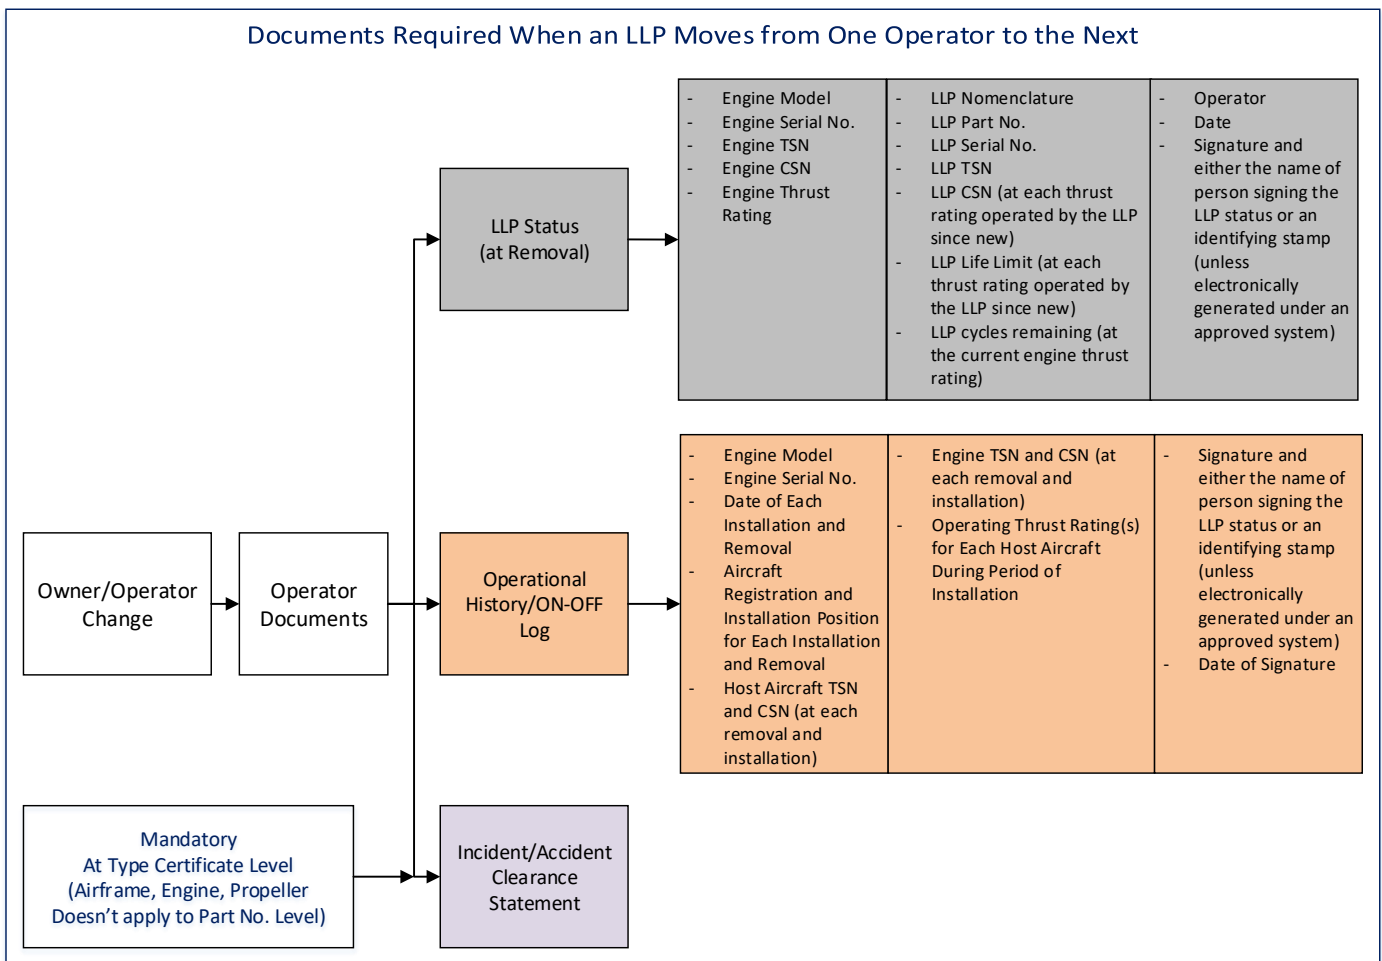 Documents Required When an LLP Moves from One Operator to the Next
LLP Status
(at Removal)
- Engine Model
- Engine Serial No.
- Engine TSN
- Engine CSN
- Engine Thrust
Rating
- LLP Nomenclature
- LLP Part No.
- LLP Serial No.
- LLP TSN
- LLP CSN (at each thrust
rating operated by the LLP
since new)
- LLP Life Limit (at each
thrust rating operated by
the LLP since new)
- LLP cycles remaining (at
the current engine thrust
rating)
- Operator
- Date
- Signature and
either the name of
person signing the
LLP status or an
identifying stamp
(unless
electronically
generated under an
approved system)
Owner/Operator
Change
Operator
Documents
Operational
History/ON-OFF
Log
- Engine Model
- Engine Serial No.
- Date of Each
Installation and
Removal
- Aircraft
Registration and
Installation Position
for Each Installation
and Removal
- Host Aircraft TSN
and CSN (at each
removal and
installation)
- Engine TSN and CSN (at
each removal and
installation)
- Operating Thrust Rating(s)
for Each Host Aircraft
During Period of
Installation
- Signature and
either the name of
person signing the
LLP status or an
identifying stamp
(unless
electronically
generated under an
approved system)
- Date of Signature
Mandatory
At Type Certificate Level
(Airframe, Engine, Propeller
Doesn't apply to Part No. Level)
Incident/Accident
Clearance
Statement